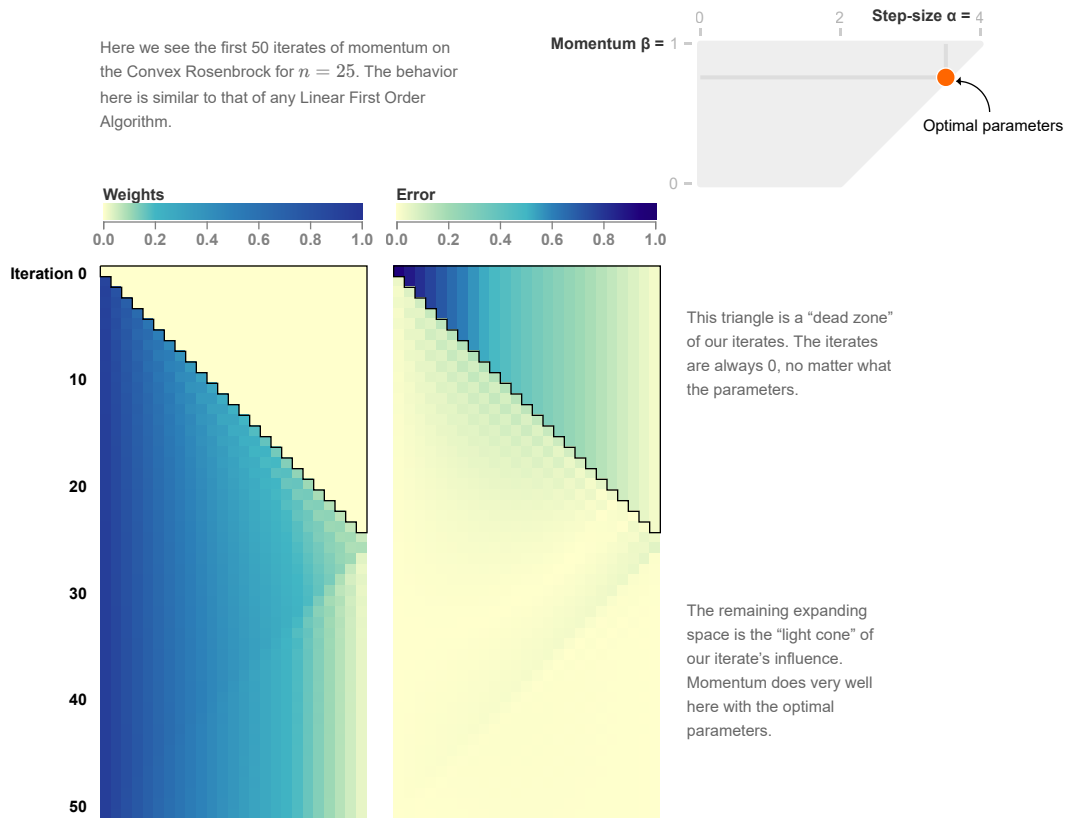 Here we see the first 50 iterates of momentum on
the Convex Rosenbrock for n = 25. The behavior
here is similar to that of any Linear First Order
Algorithm.
0 2 Step-size α = 4
Momentum β = 1
0
Optimal parameters
Weights
0.0 0.2 0.4 0.6 0.8 1.0
Error
0.0 0.2 0.4 0.6 0.8 1.0
Iteration 0
10
20
30
40
50
This triangle is a “dead zone”
of our iterates. The iterates
are always 0, no matter what
the parameters.
The remaining expanding
space is the “light cone” of
our iterate’s influence.
Momentum does very well
here with the optimal
parameters.